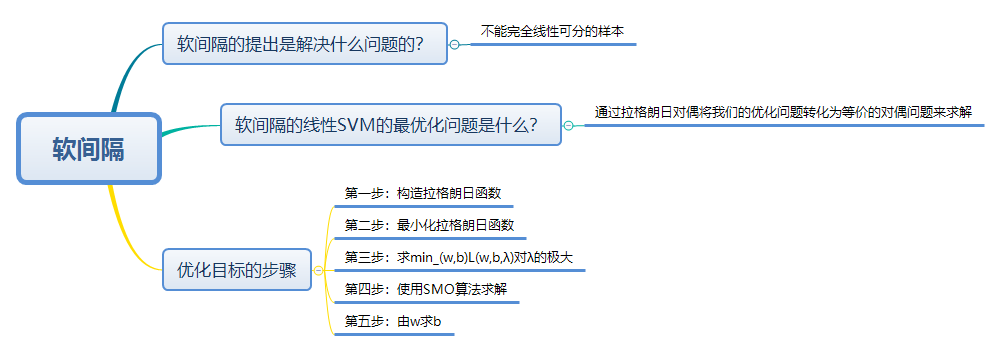 软间隔
软间隔的提出是解决什么问题的？
不能完全线性可分的样本
软间隔的线性SVM的最优化问题是什么？
通过拉格朗日对偶将我们的优化问题转化为等价的对偶问题来求解
优化目标的步骤
第一步：构造拉格朗日函数
第二步：最小化拉格朗日函数
第三步：求min_(w,b)L(w,b,λ)对λ的极大
第四步：使用SMO算法求解
第五步：由w求b